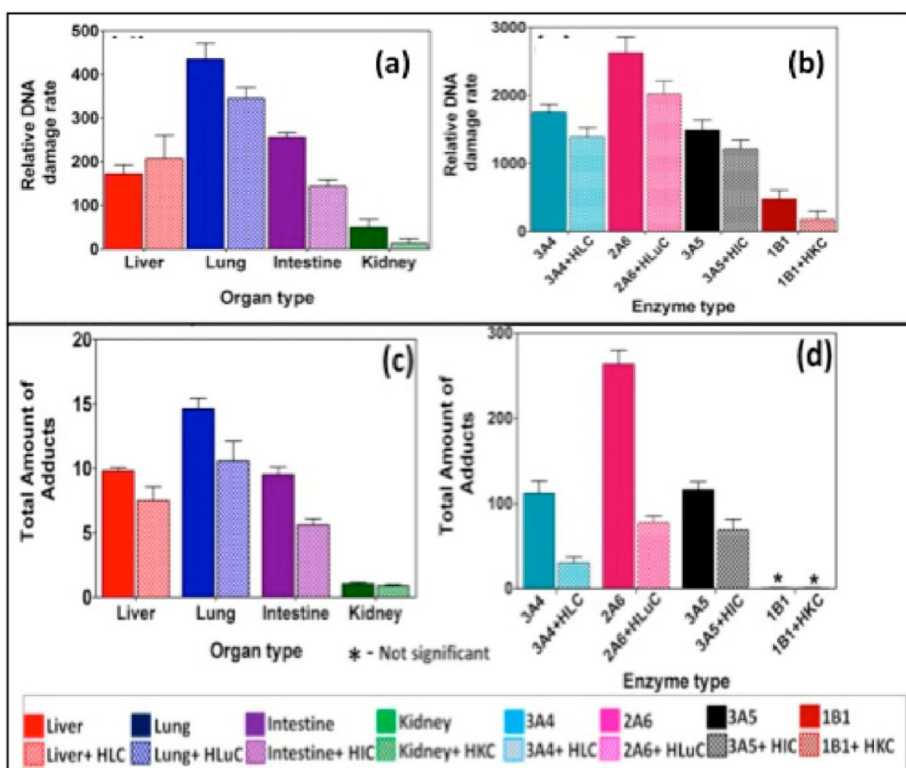 (a)
Relative DNA
damage rate
500
400
300
200
100
0
Liver
Lung
Intestine
Kidney
Organ type
(b)
Relative DNA
damage rate
3000
2000
1000
0
3A4
3A4+HLC
2A6
2A6+HLuC
3A5
3A5+HIC
1B1
1B1+HKC
Enzyme type
(c)
Total Amount of
Adducts
20
15
10
5
0
Liver
Lung
Intestine
Kidney
Organ type
* - Not significant
(d)
Total Amount of
Adducts
300
200
100
0
3A4
3A4+HLC
2A6
2A6+HLuC
3A5
3A5+HIC
*
1B1
*
1B1+HKC
Enzyme type
Liver
Lung
Intestine
Kidney
3A4
2A6
3A5
1B1
Liver+ HLC
Lung+ HLuC
Intestine+ HIC
Kidney+ HKC
3A4+ HLC
2A6+ HLuC
3A5+ HIC
1B1+ HKC